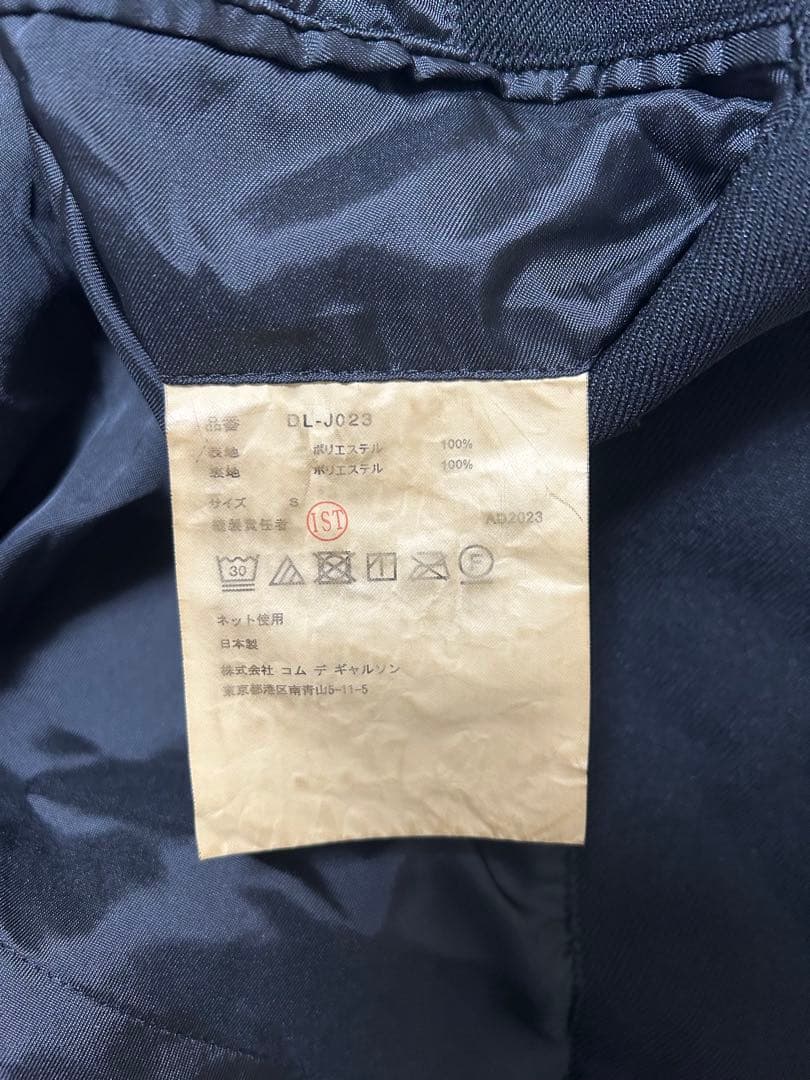 品番 DL-J023
表地 ポリエステル 100%
裏地 ポリエステル 100%
サイズ S
縫製責任者 IST AD2023
30 F
ネット使用
日本製
株式会社 コム デ ギャルソン
東京都港区南青山5-11-5